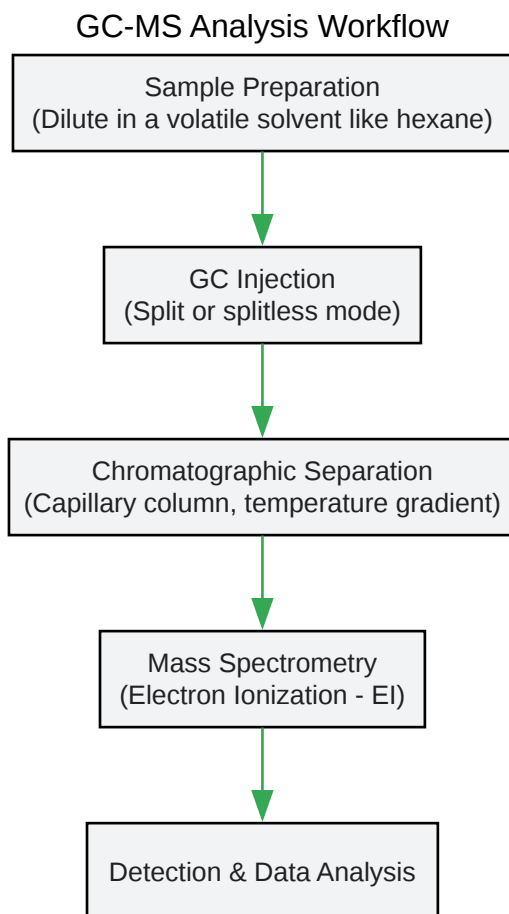 GC-MS Analysis Workflow
Sample Preparation
(Dilute in a volatile solvent like hexane)
GC Injection
(Split or splitless mode)
Chromatographic Separation
(Capillary column, temperature gradient)
Mass Spectrometry
(Electron Ionization - EI)
Detection & Data Analysis